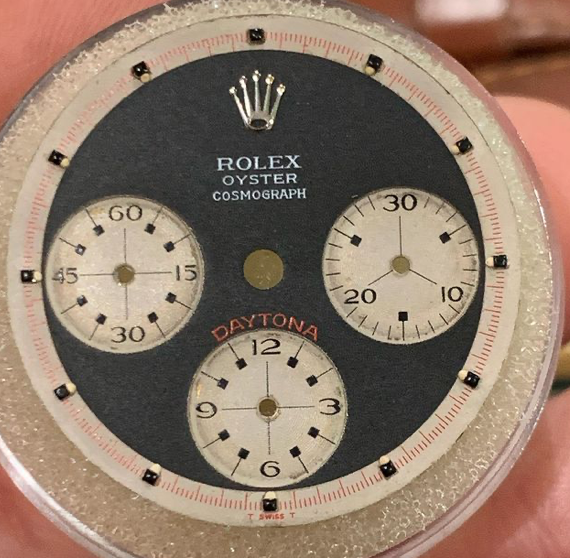 ROLEX
OYSTER
COSMOGRAPH
60
15
30
45
30
10
20
DAYTONA
12
3
6
9
T SWISS T